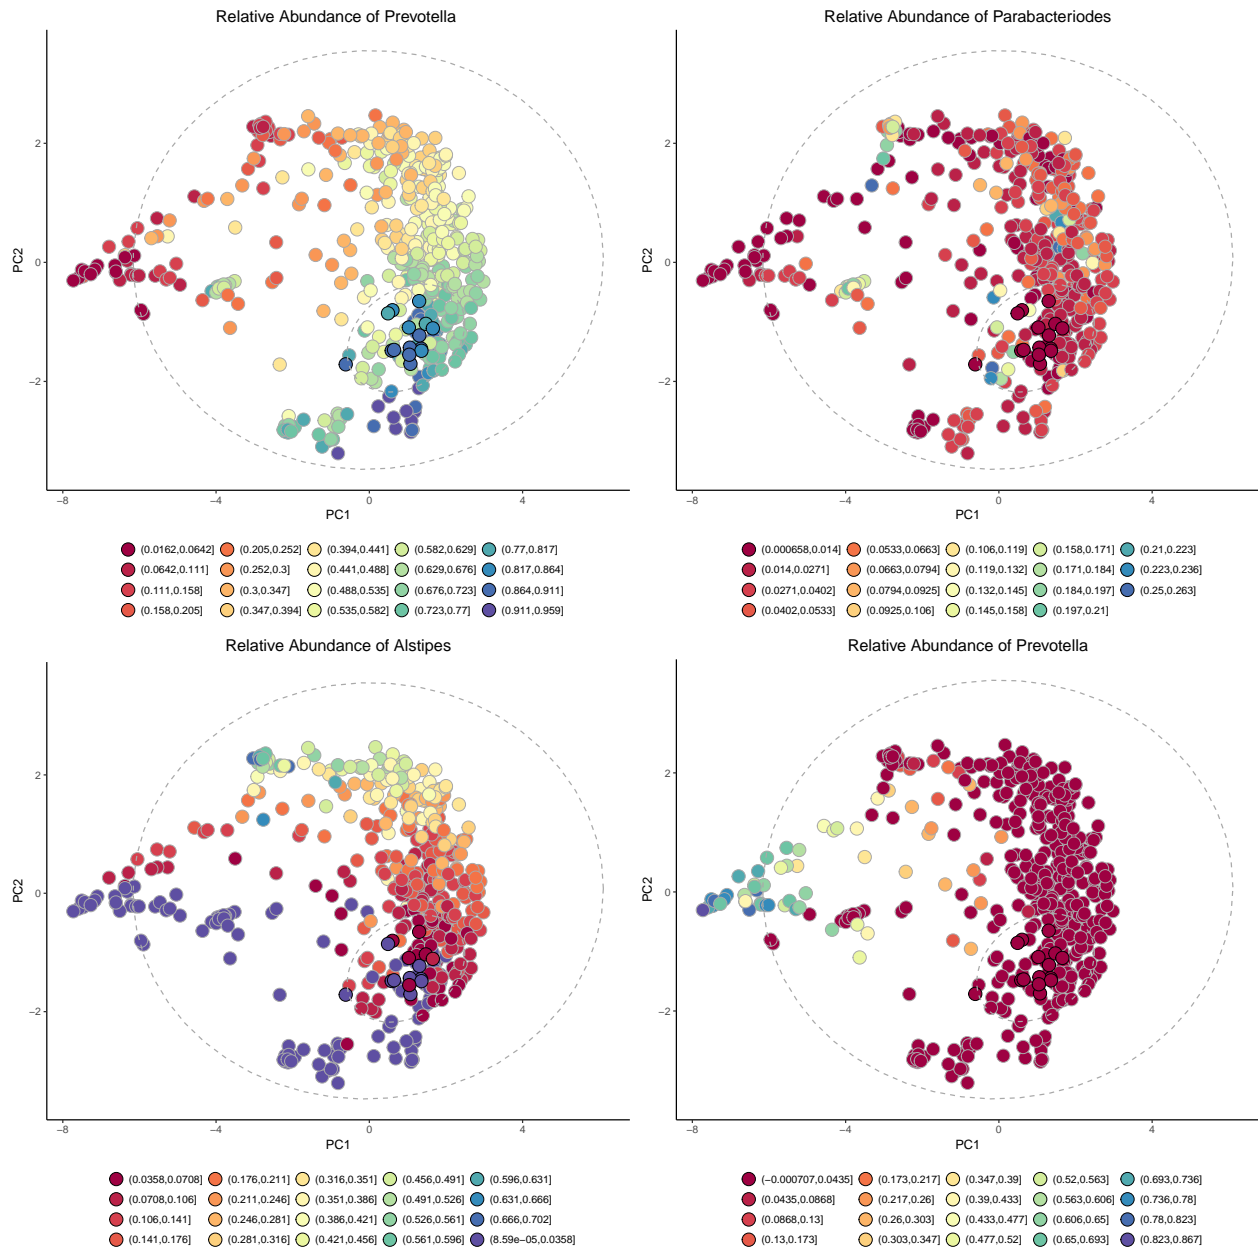 Relative Abundance of Prevotella
PC2
2
0
−2
−8
−4
0
4
PC1
(0.0162,0.0642] (0.205,0.252] (0.394,0.441] (0.582,0.629] (0.77,0.817]
(0.0642,0.111] (0.252,0.3] (0.441,0.488] (0.629,0.676] (0.817,0.864]
(0.111,0.158] (0.3,0.347] (0.488,0.535] (0.676,0.723] (0.864,0.911]
(0.158,0.205] (0.347,0.394] (0.535,0.582] (0.723,0.77] (0.911,0.959]
Relative Abundance of Parabacteriodes
PC2
2
0
−2
−8
−4
0
4
PC1
(0.000658,0.014] (0.0533,0.0663] (0.106,0.119] (0.158,0.171] (0.21,0.223]
(0.014,0.0271] (0.0663,0.0794] (0.119,0.132] (0.171,0.184] (0.223,0.236]
(0.0271,0.0402] (0.0794,0.0925] (0.132,0.145] (0.184,0.197] (0.25,0.263]
(0.0402,0.0533] (0.0925,0.106] (0.145,0.158] (0.197,0.21]
Relative Abundance of Alstipes
PC2
2
0
−2
−8
−4
0
4
PC1
(0.0358,0.0708] (0.176,0.211] (0.316,0.351] (0.456,0.491] (0.596,0.631]
(0.0708,0.106] (0.211,0.246] (0.351,0.386] (0.491,0.526] (0.631,0.666]
(0.106,0.141] (0.246,0.281] (0.386,0.421] (0.526,0.561] (0.666,0.702]
(0.141,0.176] (0.281,0.316] (0.421,0.456] (0.561,0.596] (8.59e−05,0.0358]
Relative Abundance of Prevotella
PC2
2
0
−2
−8
−4
0
4
PC1
(−0.000707,0.0435] (0.173,0.217] (0.347,0.39] (0.52,0.563] (0.693,0.736]
(0.0435,0.0868] (0.217,0.26] (0.39,0.433] (0.563,0.606] (0.736,0.78]
(0.0868,0.13] (0.26,0.303] (0.433,0.477] (0.606,0.65] (0.78,0.823]
(0.13,0.173] (0.303,0.347] (0.477,0.52] (0.65,0.693] (0.823,0.867]